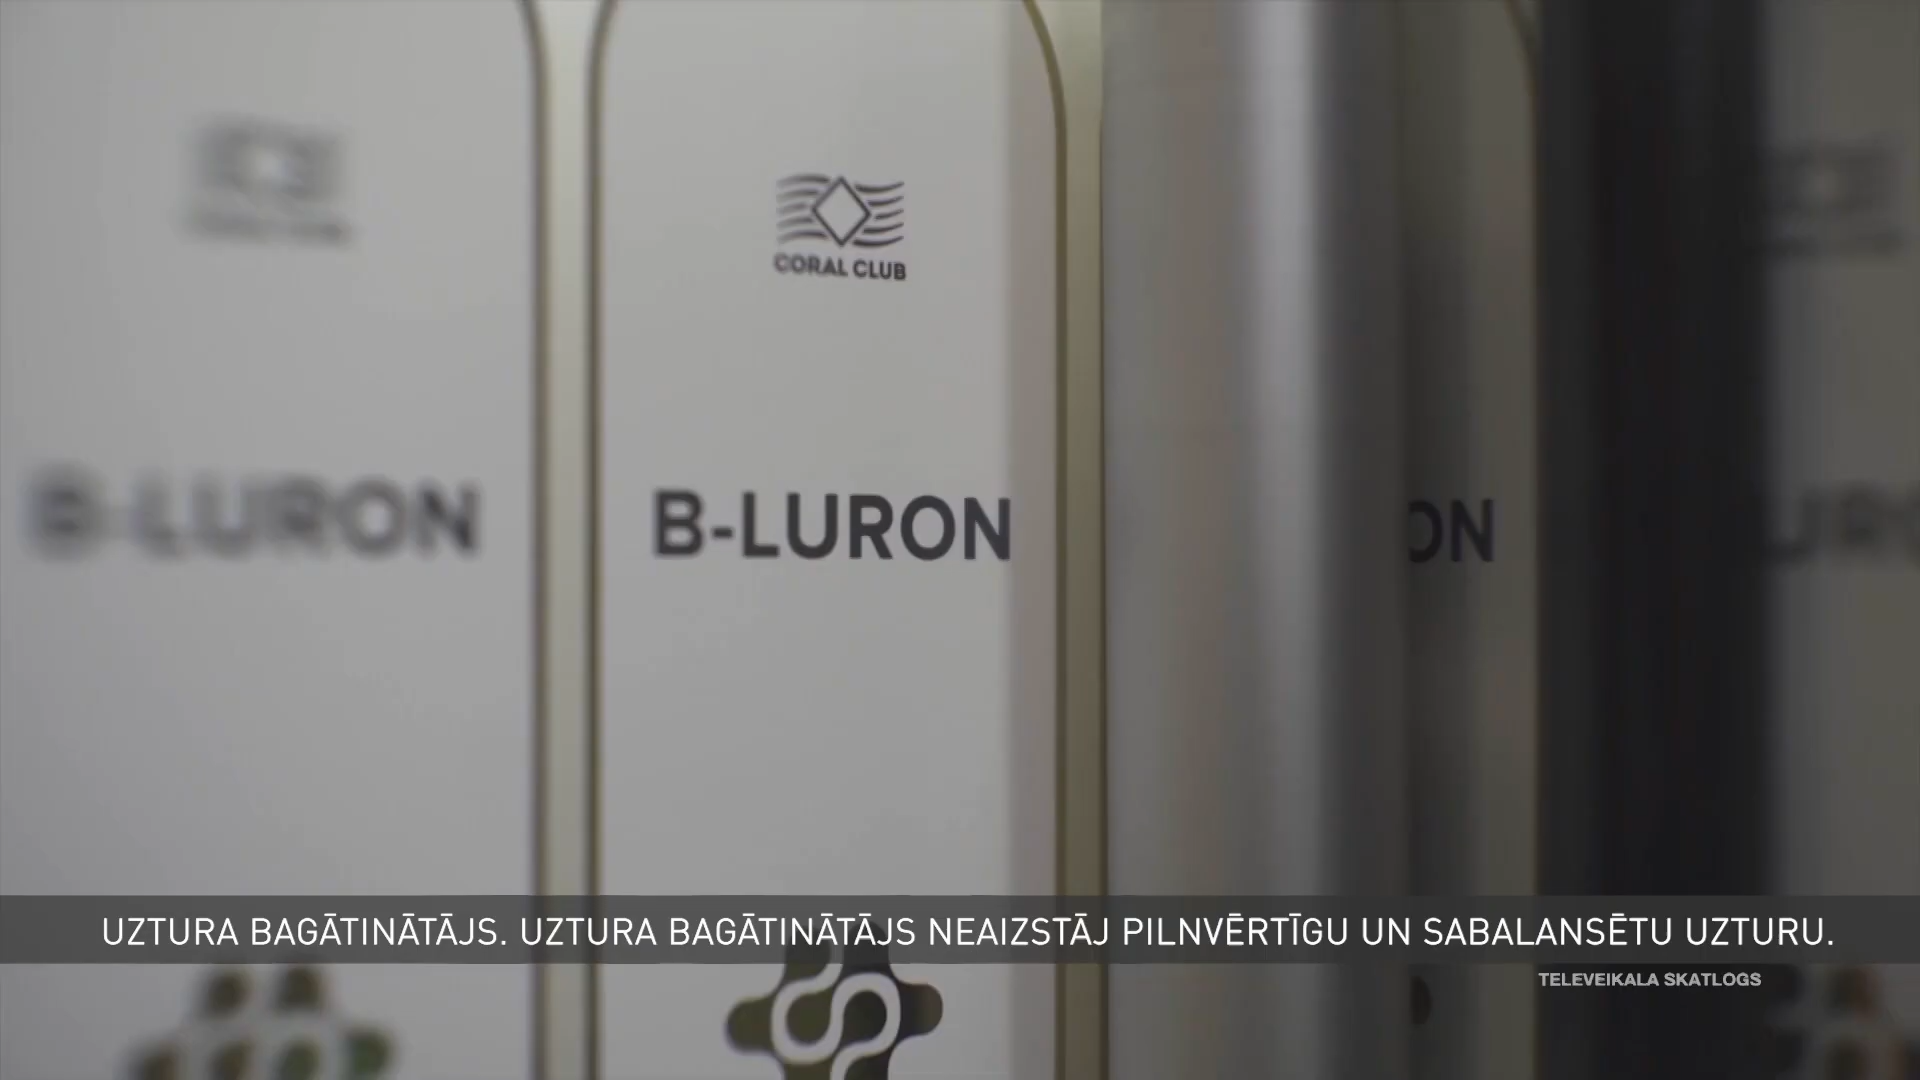 CORAL CLUB
B-LURON
B-LURON
ON
UZTURA BAGĀTINĀTĀJS. UZTURA BAGĀTINĀTĀJS NEAIZSTĀJ PILNVĒRTĪGU UN SABALANSĒTU UZTURU.
TELEVEIKALA SKATLOGS